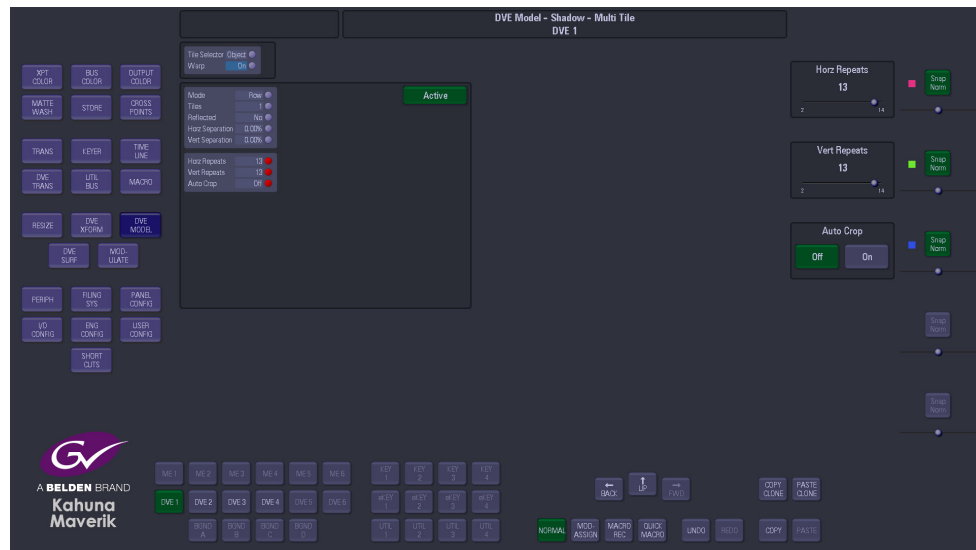 DVE Model - Shadow - Multi Tile
DVE 1
Tile Selector Object
Warp On
Mode Row
Tiles 1
Reflected No
Horz Separation 0.00%
Vert Separation 0.00%
Horz Repeats 13
Vert Repeats 13
Auto Crop Off
Active
XPT COLOR
BUS COLOR
OUTPUT COLOR
MATTE WASH
STORE
CROSS POINTS
TRANS
KEYER
TIME LINE
DVE TRANS
UTIL BUS
MACRO
RESIZE
DVE XFORM
DVE MODEL
DVE SURF
MOD- ULATE
PERIPH
FILING SYS
PANEL CONFIG
I/O CONFIG
ENG CONFIG
USER CONFIG
SHORT CUTS
Horz Repeats
13
2 14
Snap Norm
Vert Repeats
13
2 14
Snap Norm
Auto Crop
Off On
Snap Norm
Snap Norm
Snap Norm
GV
A BELDEN BRAND
Kahuna
Maverik
ME 1 ME 2 ME 3 ME 4 ME 5 ME 6
DVE 1 DVE 2 DVE 3 DVE 4 DVE 5 DVE 6
BGND A BGND B BGND C BGND D
KEY 1 KEY 2 KEY 3 KEY 4
eKEY 1 eKEY 2 eKEY 3 eKEY 4
UTIL 1 UTIL 2 UTIL 3 UTIL 4
BACK UP FWD
COPY CLONE PASTE CLONE
NORMAL MOD- ASSIGN MACRO REC QUICK MACRO UNDO REDO COPY PASTE